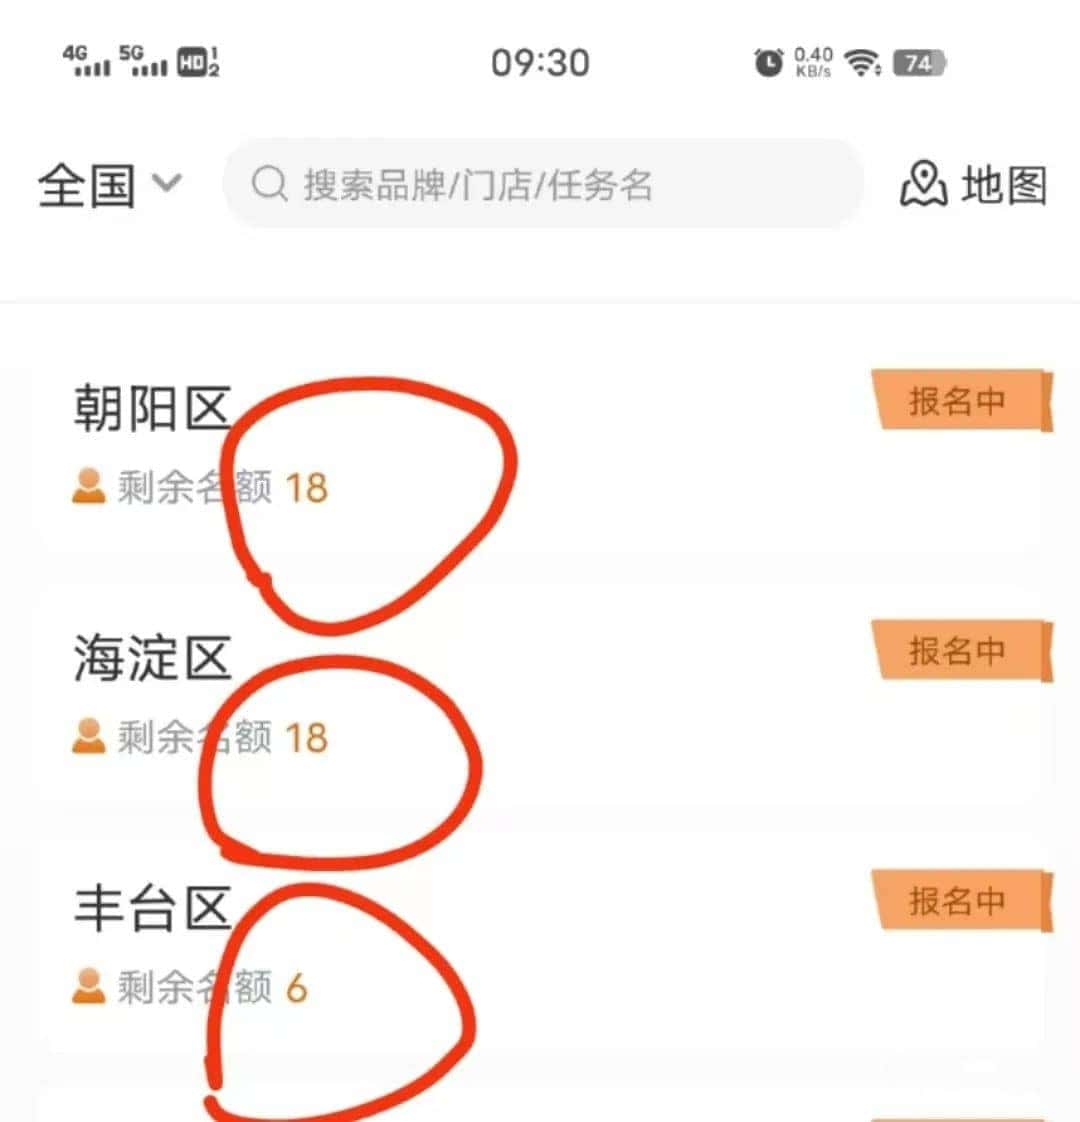 4G 5G HD 1 2 09:30 0.40 KB/s 74
全国 搜索品牌/门店/任务名 地图
朝阳区 报名中
剩余名额 18
海淀区 报名中
剩余名额 18
丰台区 报名中
剩余名额 6